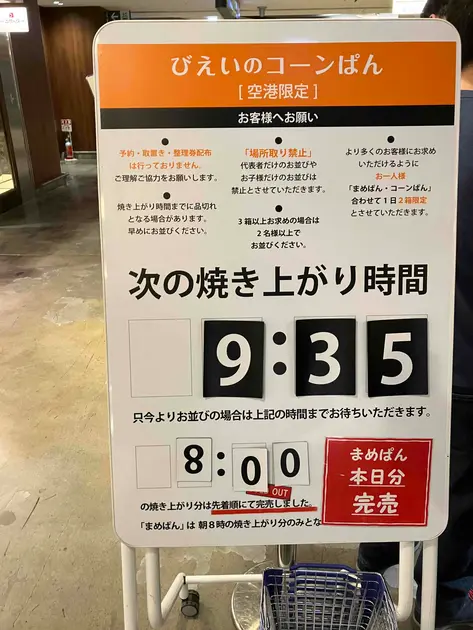 びえいのコーンぱん
[空港限定]
お客様へお願い
●
予約・取置き・整理券配布
は行っておりません。
ご理解ご協力をお願いします。
●
焼き上がり時間までに品切れ
となる場合があります。
早めにお並びください。
●
「場所取り禁止」
代表者だけのお並びや
お子様だけのお並びは
禁止とさせていただきます。
●
3箱以上お求めの場合は
2名様以上で
お並びください。
●
より多くのお客様にお求め
いただけるように
お一人様
「まめぱん・コーンぱん」
合わせて1日2箱限定
とさせていただきます。
次の焼き上がり時間
9:35
只今よりお並びの場合は上記の時間までお待ちいただきます。
8:00
OUT
の焼き上がり分は先着順にて完売しました。
「まめぱん」は 朝8時の焼き上がり分のみとな
まめぱん
本日分
完売